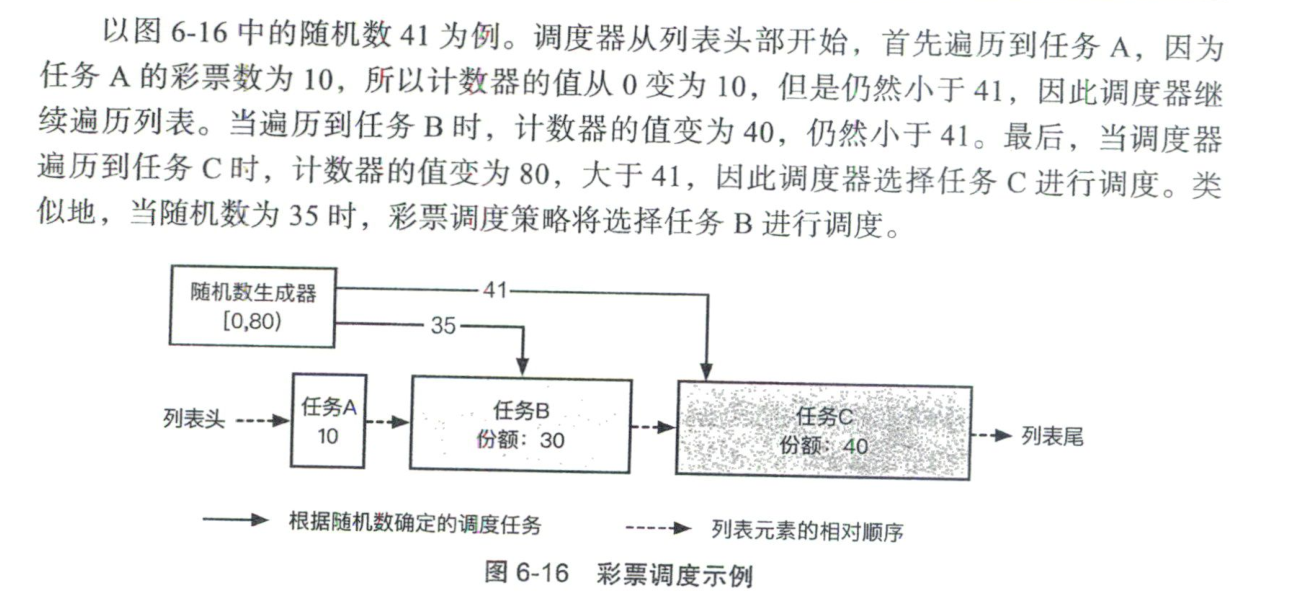 以图 6-16 中的随机数 41 为例。调度器从列表头部开始，首先遍历到任务 A，因为
任务 A 的彩票数为 10，所以计数器的值从 0 变为 10，但是仍然小于 41，因此调度器继
续遍历列表。当遍历到任务 B 时，计数器的值变为 40，仍然小于 41。最后，当调度器
遍历到任务 C 时，计数器的值变为 80，大于 41，因此调度器选择任务 C 进行调度。类
似地，当随机数为 35 时，彩票调度策略将选择任务 B 进行调度。
随机数生成器
[0,80)
41
35
列表头
任务A
10
任务B
份额：30
任务C
份额：40
列表尾
根据随机数确定的调度任务
列表元素的相对顺序
图 6-16 彩票调度示例